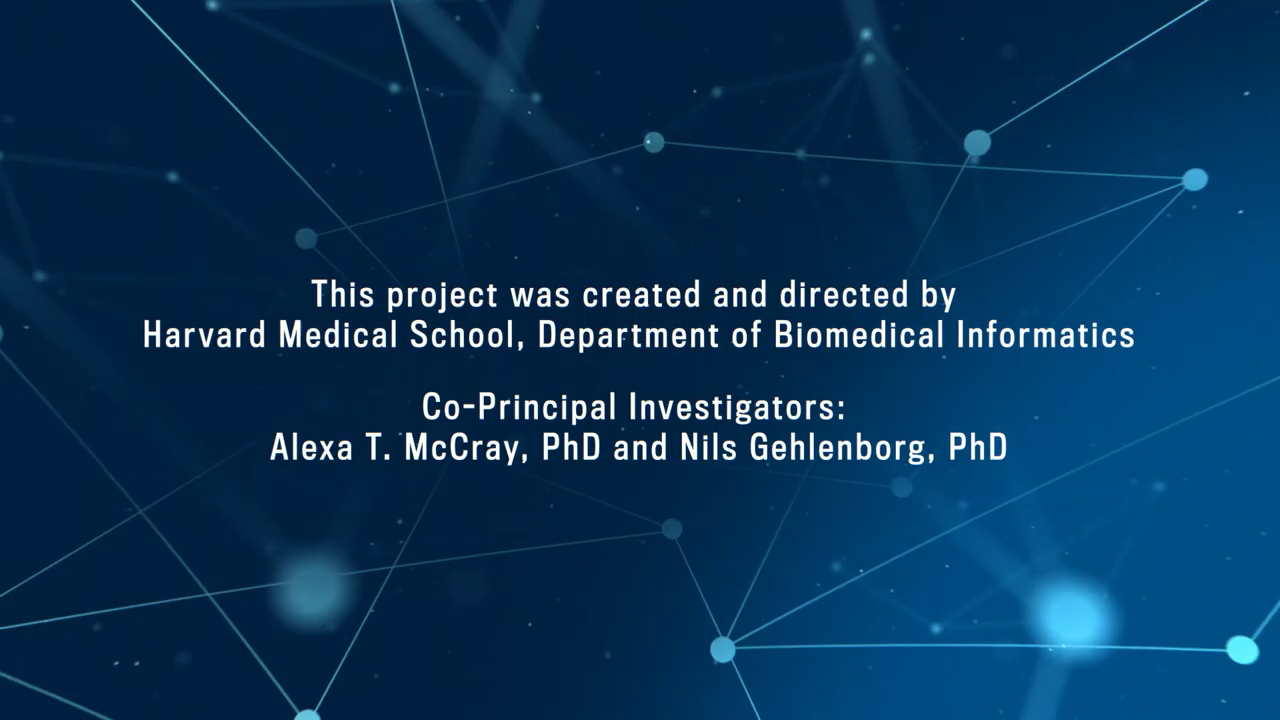 This project was created and directed by
Harvard Medical School, Department of Biomedical Informatics
Co-Principal Investigators:
Alexa T. McCray, PhD and Nils Gehlenborg, PhD